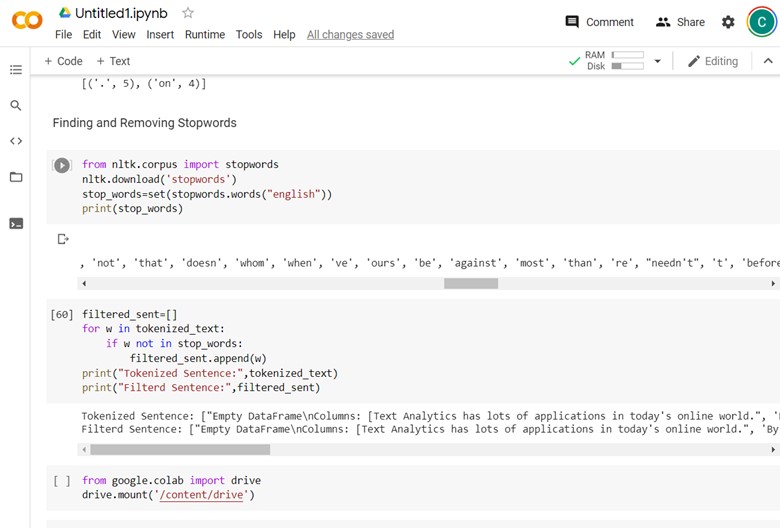 Untitled1.ipynb
File Edit View Insert Runtime Tools Help All changes saved
Comment Share C
+ Code + Text
RAM
Disk
Editing
[('.', 5), ('on', 4)]
Finding and Removing Stopwords
from nltk.corpus import stopwords
nltk.download('stopwords')
stop_words=set(stopwords.words("english"))
print(stop_words)
, 'not', 'that', 'doesn', 'whom', 'when', 've', 'ours', 'be', 'against', 'most', 'than', 're', "needn't", 't', 'before
[60] filtered_sent=[]
for w in tokenized_text:
    if w not in stop_words:
        filtered_sent.append(w)
print("Tokenized Sentence:",tokenized_text)
print("Filterd Sentence:",filtered_sent)
Tokenized Sentence: ["Empty DataFrame\nColumns: [Text Analytics has lots of applications in today's online world.", '
Filterd Sentence: ["Empty DataFrame\nColumns: [Text Analytics has lots of applications in today's online world.", 'By
[ ] from google.colab import drive
drive.mount('/content/drive')